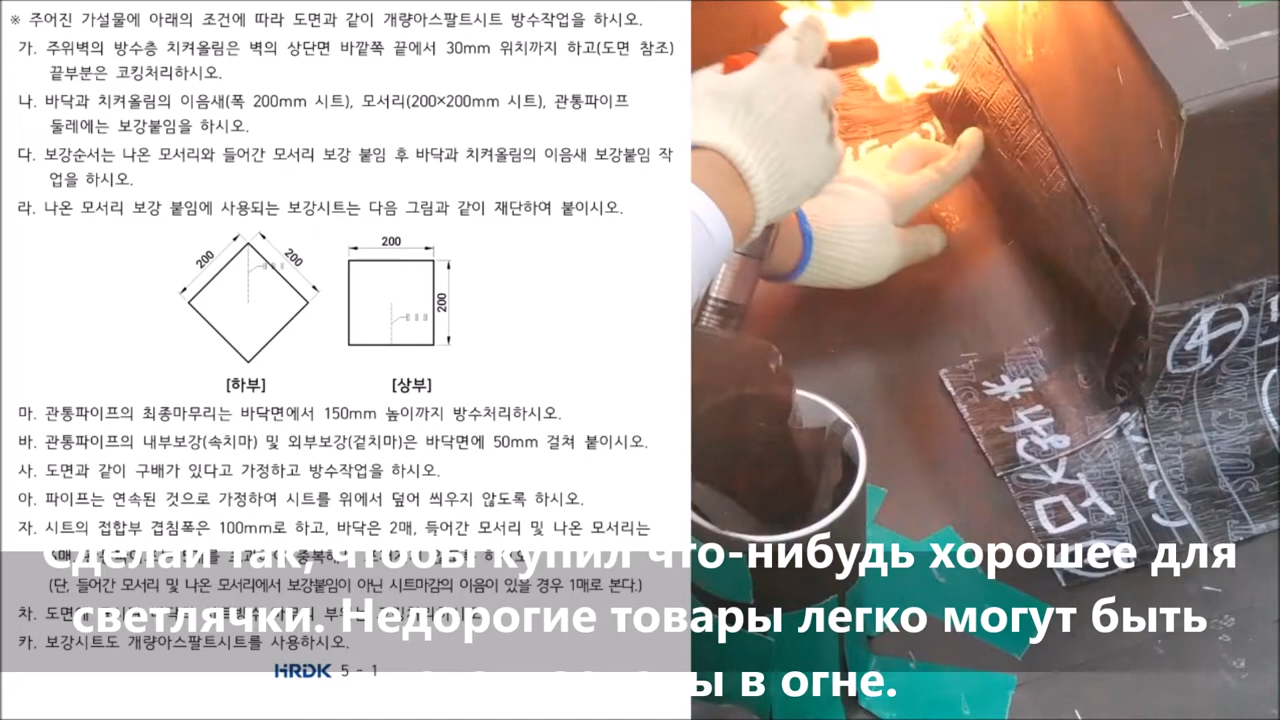 ※ 주어진 가설물에 아래의 조건에 따라 도면과 같이 개량아스팔트시트 방수작업을 하시오.
가. 주위벽의 방수층 치켜올림은 벽의 상단면 바깥쪽 끝에서 30mm 위치까지 하고(도면 참조)
끝부분은 코킹처리하시오.
나. 바닥과 치켜올림의 이음새(폭 200mm 시트), 모서리(200×200mm 시트), 관통파이프
둘레에는 보강붙임을 하시오.
다. 보강순서는 나온 모서리와 들어간 모서리 보강 붙임 후 바닥과 치켜올림의 이음새 보강붙임 작
업을 하시오.
라. 나온 모서리 보강 붙임에 사용되는 보강시트는 다음 그림과 같이 재단하여 붙이시오.
200 200 200
200
[하부] [상부]
마. 관통파이프의 최종마무리는 바닥면에서 150mm 높이까지 방수처리하시오.
바. 관통파이프의 내부보강(속치마) 및 외부보강(겉치마)은 바닥면에 50mm 걸쳐 붙이시오.
사. 도면과 같이 구배가 있다고 가정하고 방수작업을 하시오.
아. 파이프는 연속된 것으로 가정하여 시트를 위에서 덮어 씌우지 않도록 하시오.
자. 시트의 접합부 겹침폭은 100mm로 하고, 바닥은 2매, 들어간 모서리 및 나온 모서리는
Сделай так, чтобы купил что-нибудь хорошее для
(단, 들어간 모서리 및 나온 모서리에서 보강붙임이 아닌 시트마감의 이음이 있을 경우 1매로 본다.)
차. 도면에
светлячки. Недорогие товары легко могут быть
카. 보강시트도 개량아스팔트시트를 사용하시오.
HRDK 5 - 1
ы в огне.